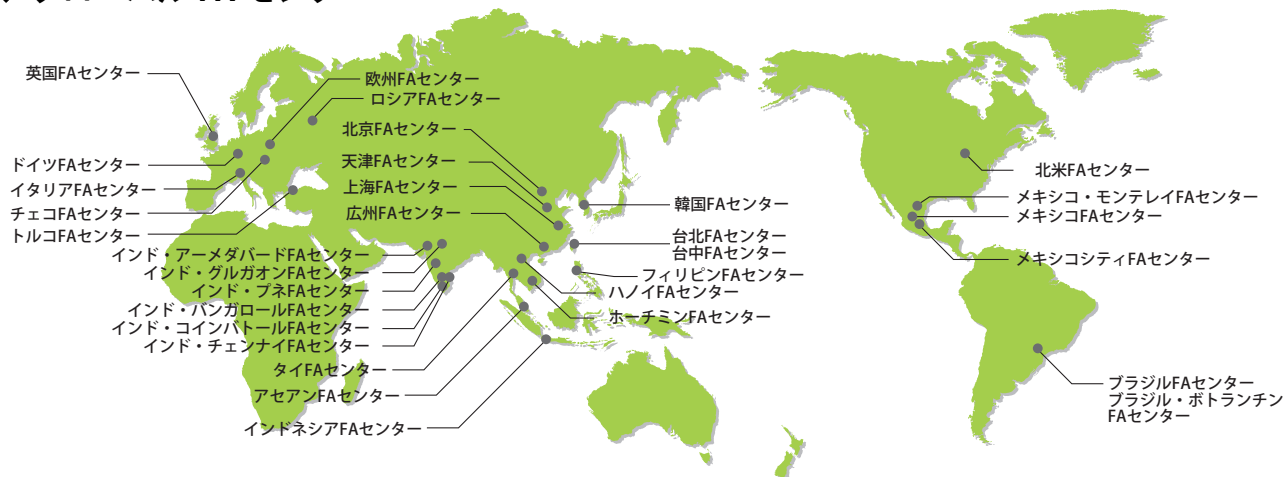 英国FAセンター
欧州FAセンター
ロシアFAセンター
北京FAセンター
天津FAセンター
上海FAセンター
広州FAセンター
ドイツFAセンター
イタリアFAセンター
チェコFAセンター
トルコFAセンター
インド・アーメダバードFAセンター
インド・グルガオンFAセンター
インド・プネFAセンター
インド・バンガロールFAセンター
インド・コインバトールFAセンター
インド・チェンナイFAセンター
タイFAセンター
アセアンFAセンター
インドネシアFAセンター
韓国FAセンター
台北FAセンター
台中FAセンター
フィリピンFAセンター
ハノイFAセンター
ホーチミンFAセンター
北米FAセンター
メキシコ・モンテレイFAセンター
メキシコFAセンター
メキシコシティFAセンター
ブラジルFAセンター
ブラジル・ボトランチン
FAセンター